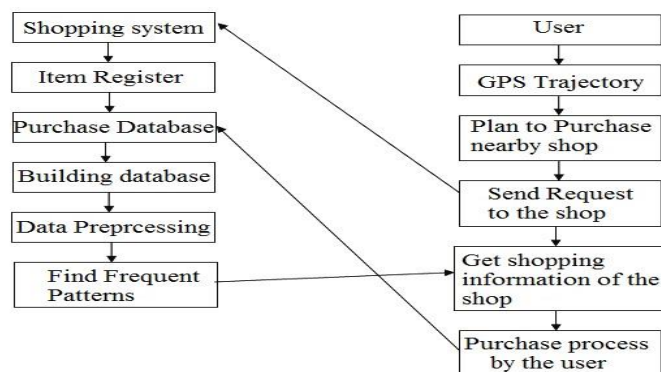 Shopping system
Item Register
Purchase Database
Building database
Data Preprcessing
Find Frequent
Patterns
User
GPS Trajectory
Plan to Purchase
nearby shop
Send Request
to the shop
Get shopping
information of the
shop
Purchase process
by the user